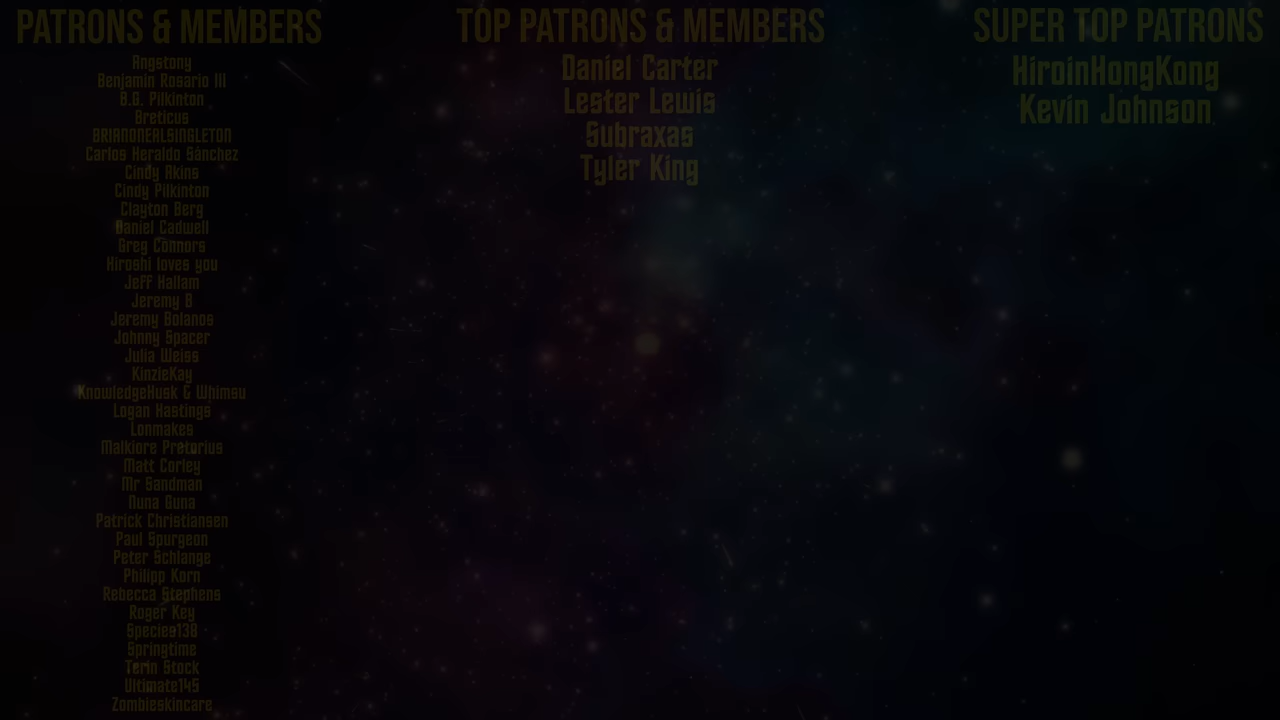 PATRONS & MEMBERS
Angstony
Benjamin Rosario III
B.G. Pilkinton
Breticus
BRIANONEALSINGLETON
Carlos Heraldo Sánchez
Cindy Akins
Cindy Pilkinton
Clayton Berg
Daniel Cadwell
Greg Connors
Hiroshi loves you
Jeff Hallam
Jeremy B
Jeremy Bolanos
Johnny Spacer
Julia Weiss
KinzieKay
KnowledgeHusk & Whimsu
Logan Hastings
Lonmakes
Malkiore Pretorius
Matt Corley
Mr Sandman
Nuna Guna
Patrick Christiansen
Paul Spurgeon
Peter Schlange
Philipp Korn
Rebecca Stephens
Roger Key
Species138
Springtime
Terin Stock
Ultimate145
Zombieskincare
TOP PATRONS & MEMBERS
Daniel Carter
Lester Lewis
Subraxas
Tyler King
SUPER TOP PATRONS
HiroinHongKong
Kevin Johnson